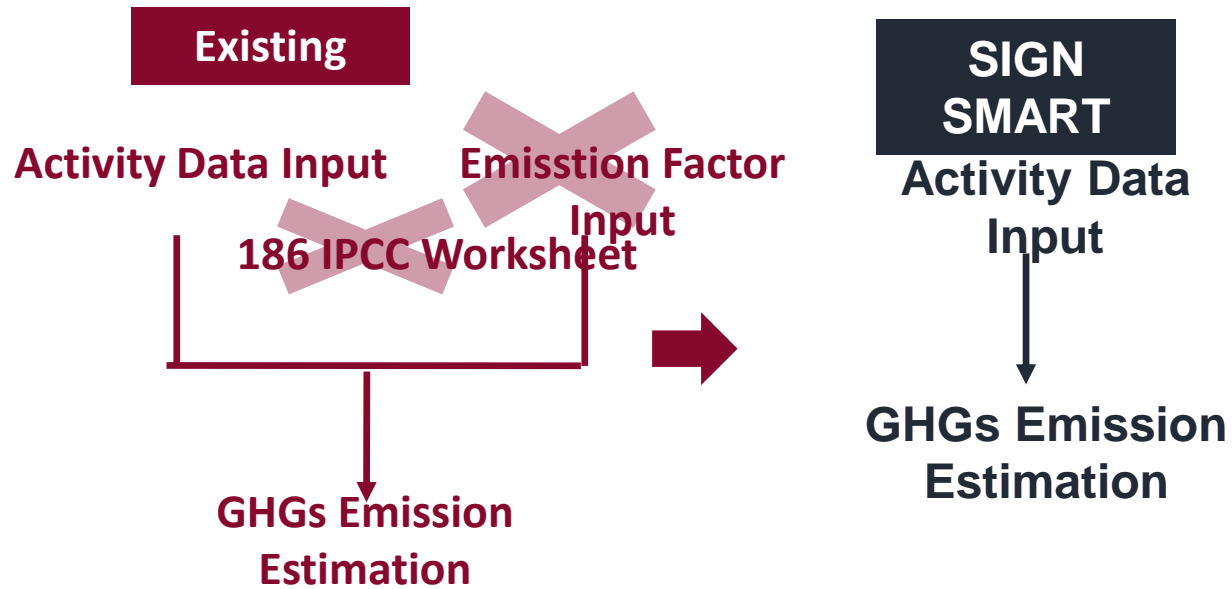 Existing
Activity Data Input
Emisstion Factor
Input
186 IPCC Worksheet
GHGs Emission
Estimation
SIGN
SMART
Activity Data
Input
GHGs Emission
Estimation